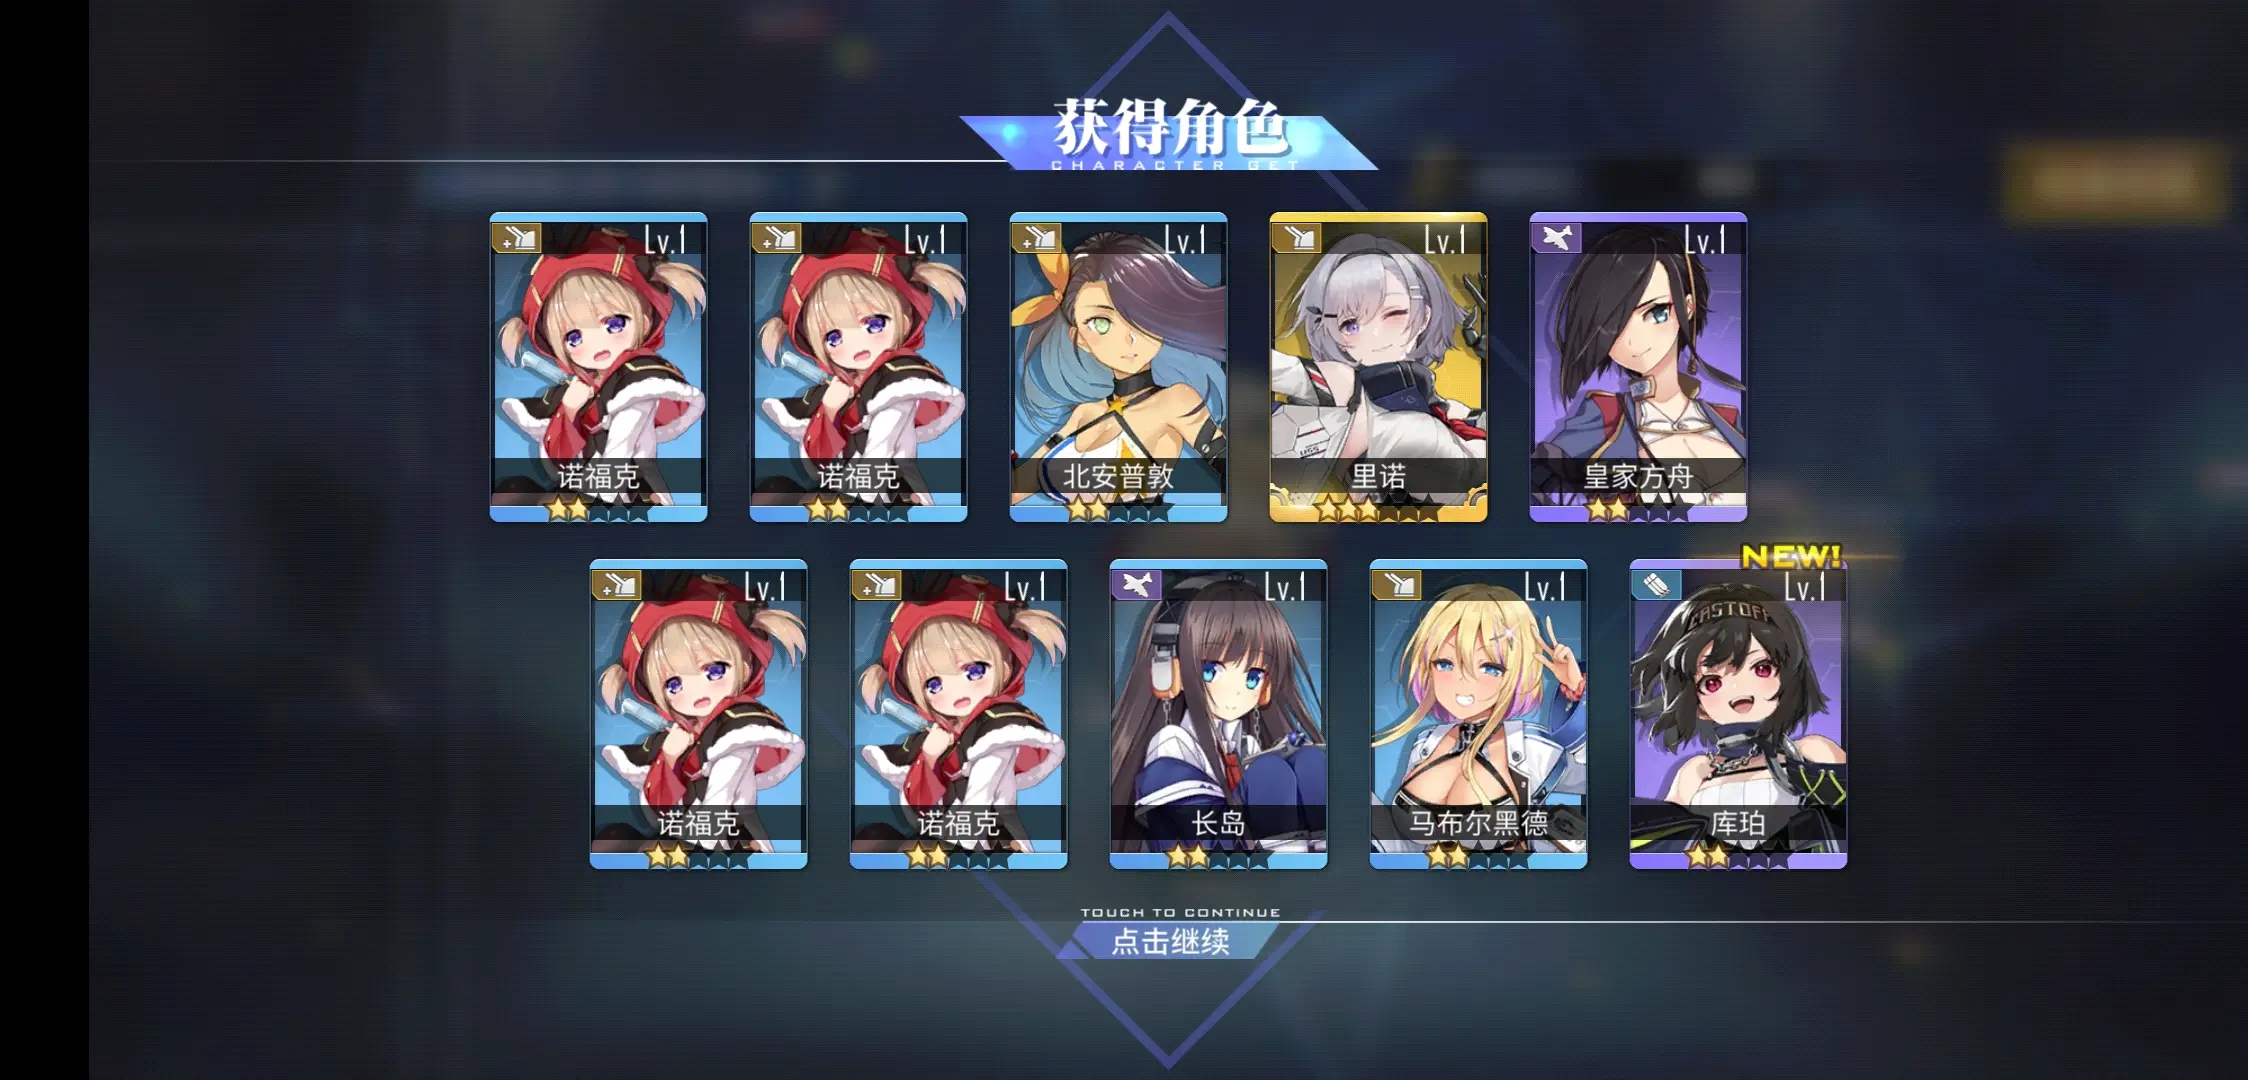 获得角色
CHARACTER GET
Lv.1
Lv.1
Lv.1
Lv.1
Lv.1
诺福克
诺福克
北安普敦
里诺
皇家方舟
NEW!
Lv.1
Lv.1
Lv.1
Lv.1
Lv.1
CASTOFF
诺福克
诺福克
长岛
马布尔黑德
库珀
TOUCH TO CONTINUE
点击继续